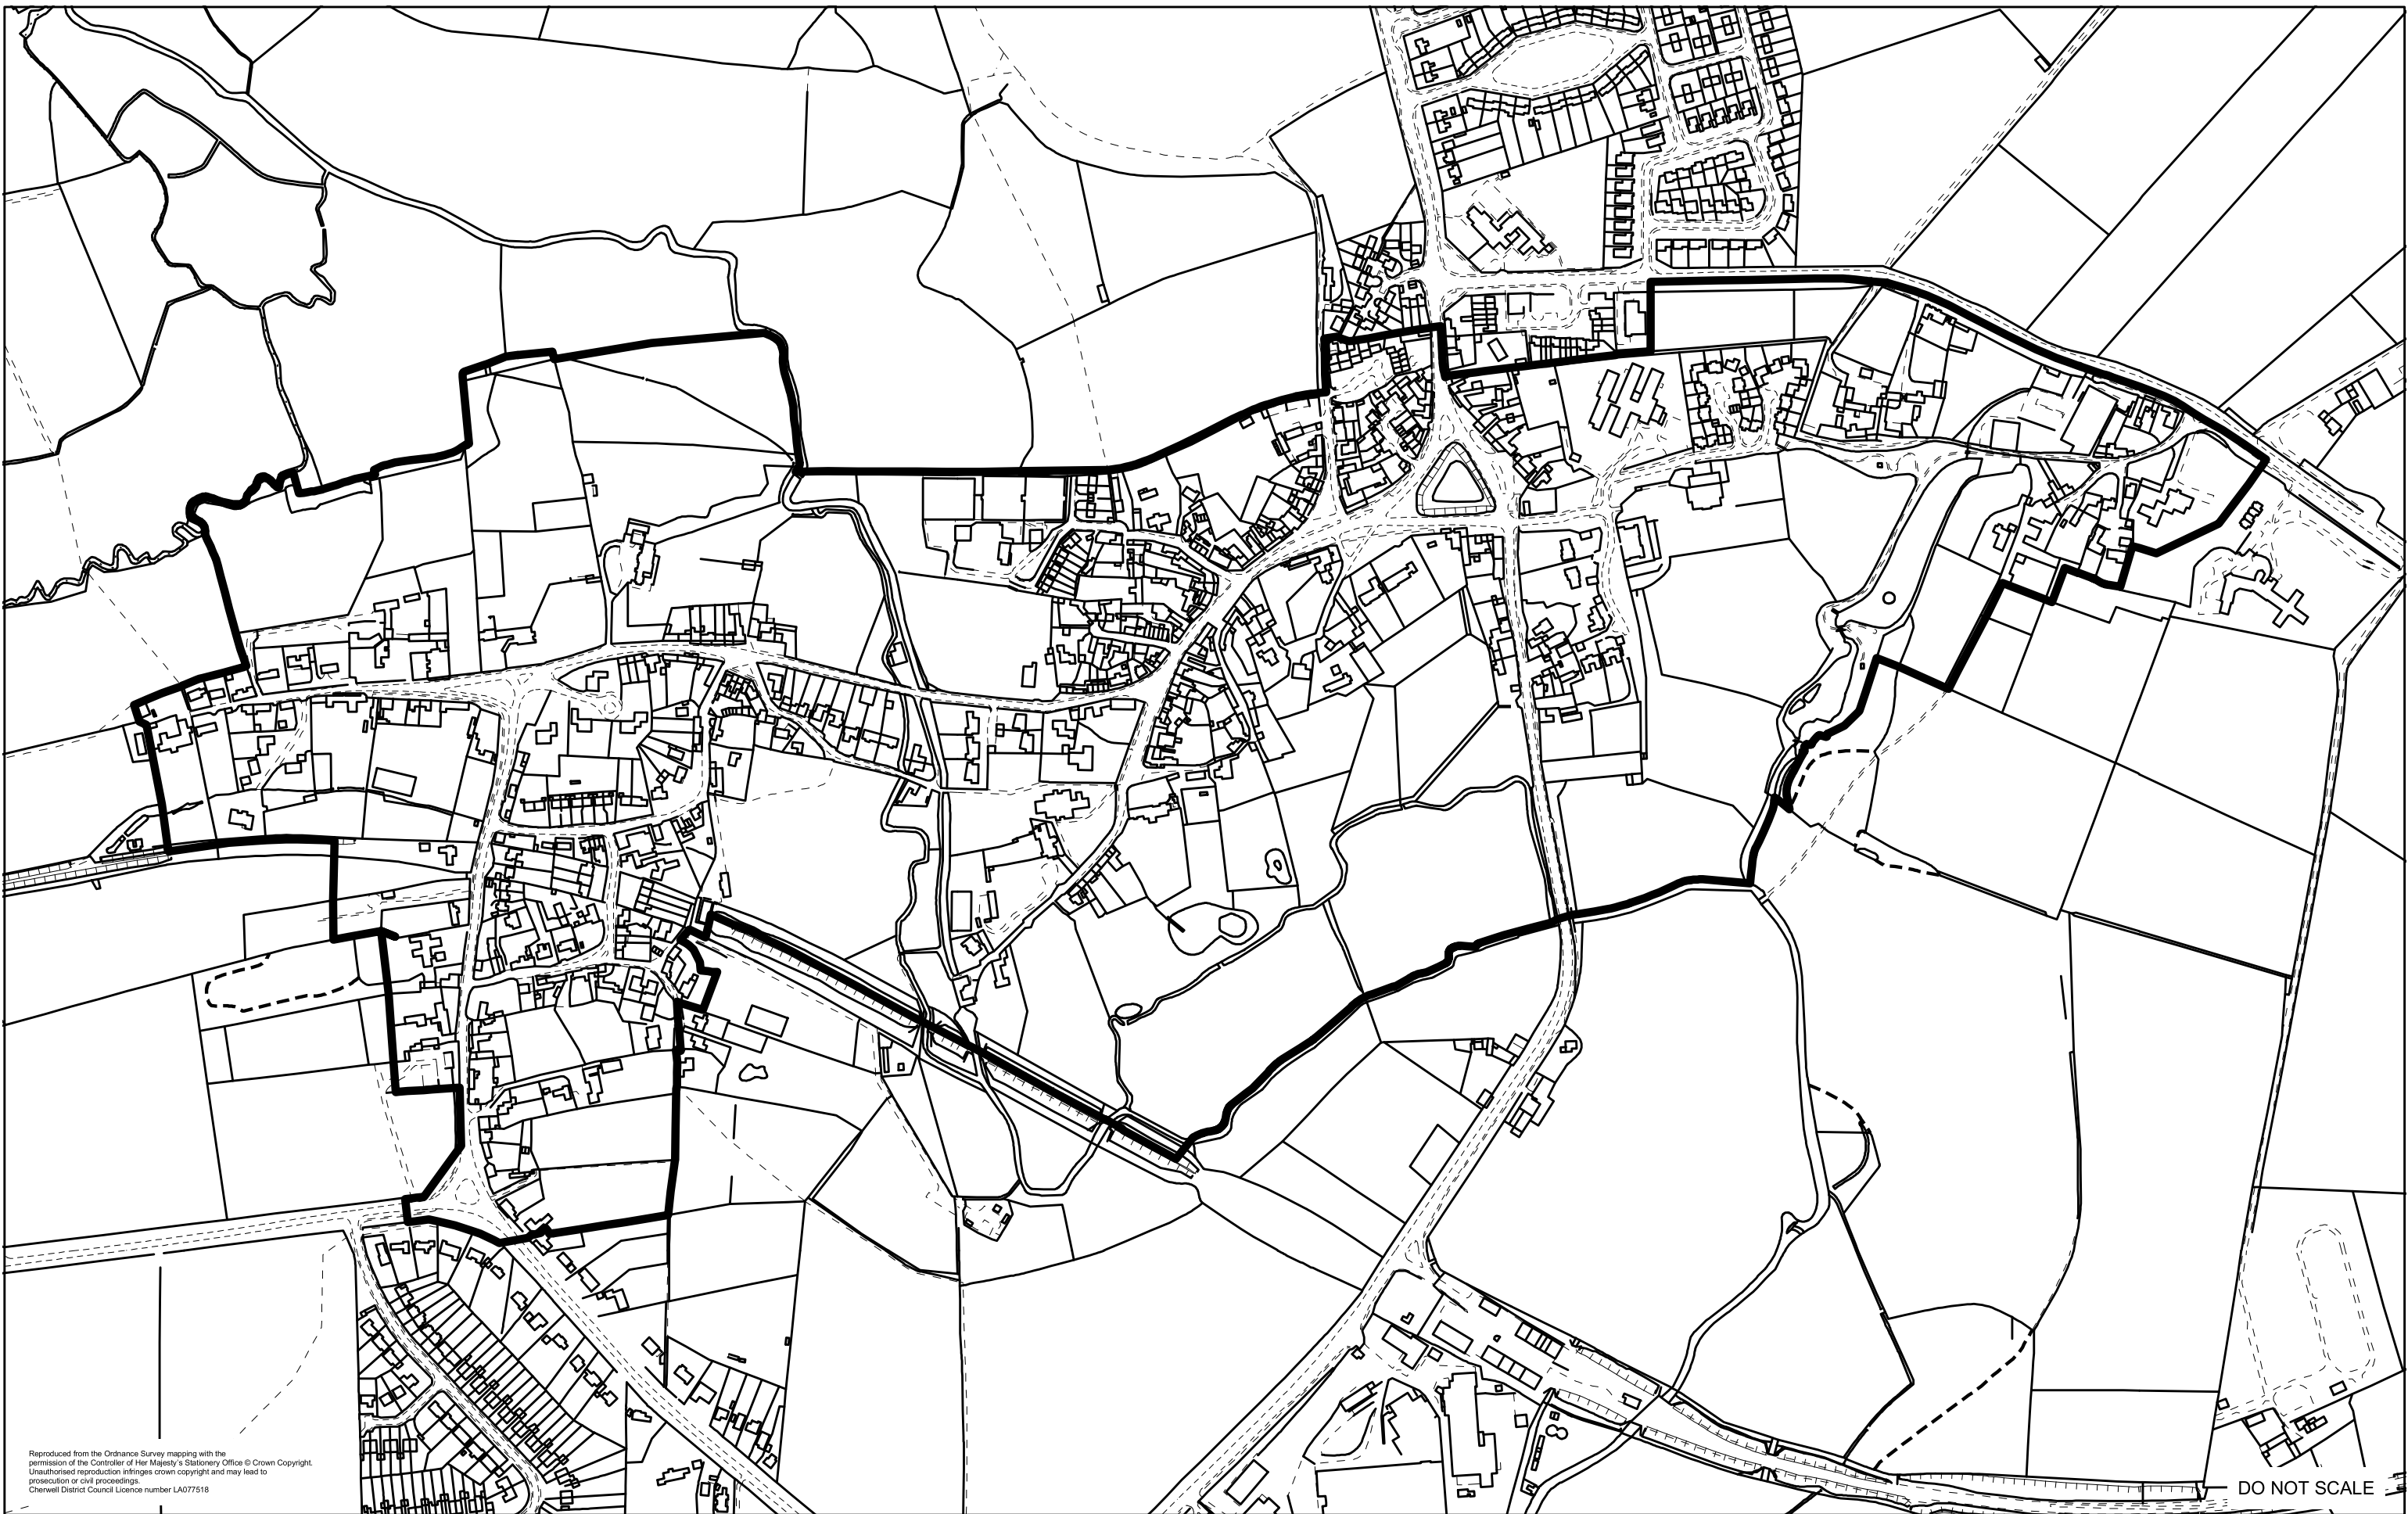 Reproduced from the Ordnance Survey mapping with the
permission of the Controller of Her Majesty's Stationery Office © Crown Copyright.
Unauthorised reproduction infringes crown copyright and may lead to
prosecution or civil proceedings.
Cherwell District Council Licence number LA077518
DO NOT SCALE